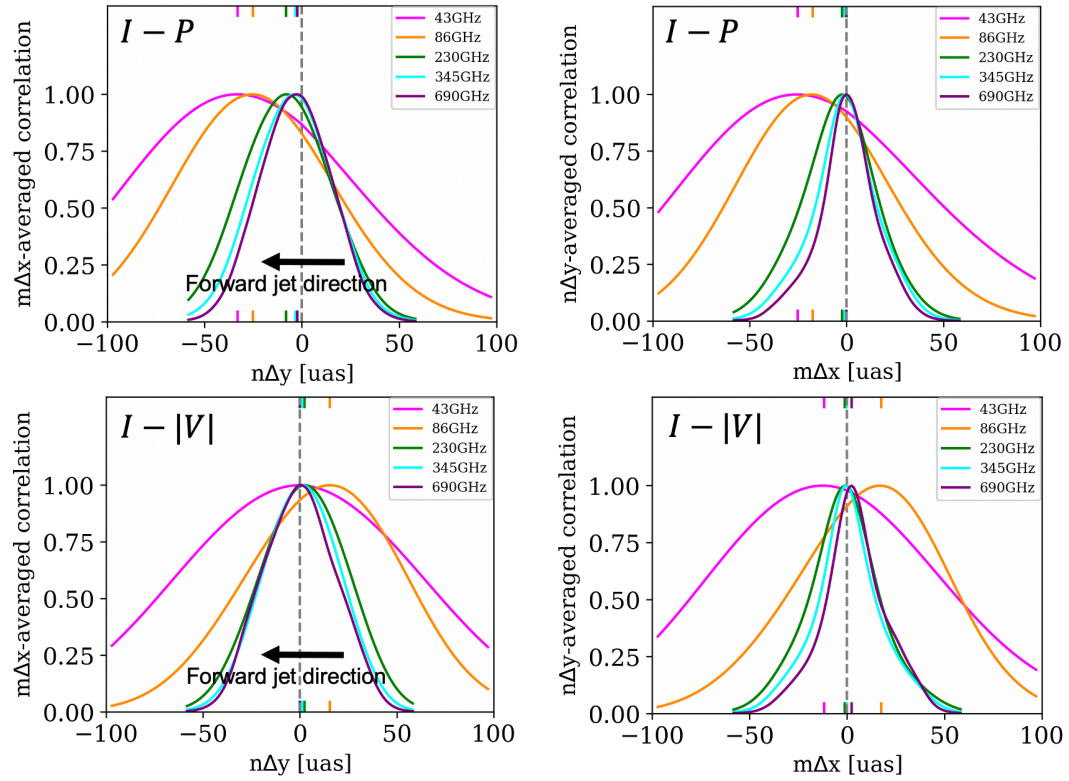 I − P
43GHz
86GHz
230GHz
345GHz
690GHz
mΔx-averaged correlation
1.00
0.75
0.50
0.25
0.00
Forward jet direction
−100
−50
0
50
100
nΔy [uas]
I − P
43GHz
86GHz
230GHz
345GHz
690GHz
nΔy-averaged correlation
1.00
0.75
0.50
0.25
0.00
−100
−50
0
50
100
mΔx [uas]
I − |V|
43GHz
86GHz
230GHz
345GHz
690GHz
mΔx-averaged correlation
1.00
0.75
0.50
0.25
0.00
Forward jet direction
−100
−50
0
50
100
nΔy [uas]
I − |V|
43GHz
86GHz
230GHz
345GHz
690GHz
nΔy-averaged correlation
1.00
0.75
0.50
0.25
0.00
−100
−50
0
50
100
mΔx [uas]